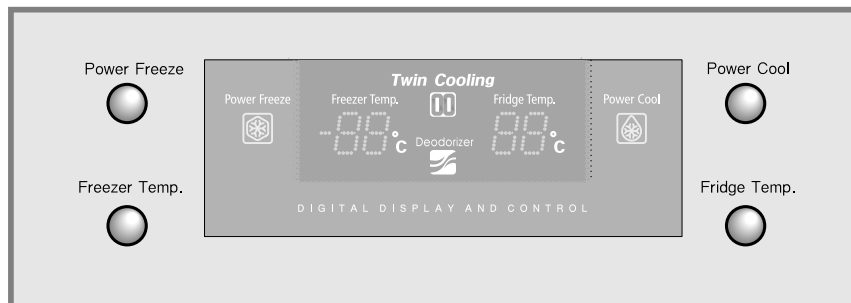 Power Freeze
Power Cool
Twin Cooling
Power Freeze
Freezer Temp.
Fridge Temp.
Power Cool
-88°C
88°C
Deodorizer
Freezer Temp.
Fridge Temp.
DIGITAL DISPLAY AND CONTROL